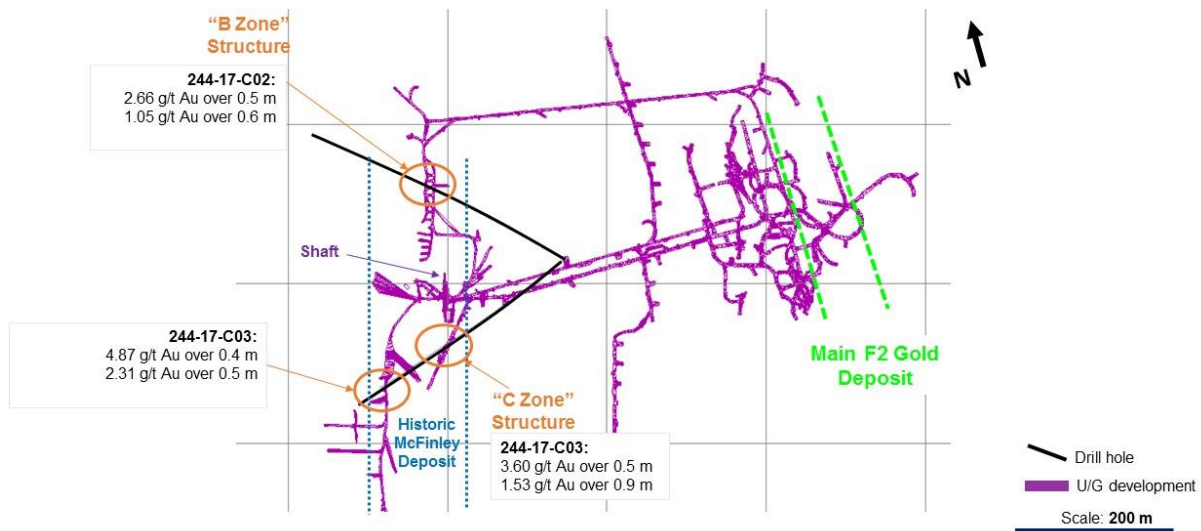 “B Zone”
Structure
244-17-C02:
2.66 g/t Au over 0.5 m
1.05 g/t Au over 0.6 m
N
Shaft
244-17-C03:
4.87 g/t Au over 0.4 m
2.31 g/t Au over 0.5 m
Main F2 Gold
Deposit
“C Zone”
Structure
Historic
McFinley
Deposit
244-17-C03:
3.60 g/t Au over 0.5 m
1.53 g/t Au over 0.9 m
Drill hole
U/G development
Scale: 200 m